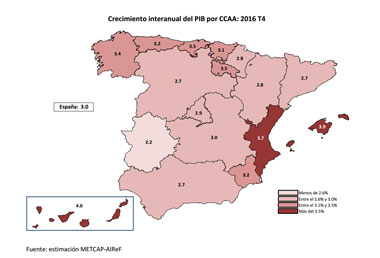 Crecimiento interanual del PIB por CCAA: 2016 T4
3.4
3.2
3.5
3.1
2.8
3.5
2.7
2.8
2.7
España: 3.0
2.9
3.9
2.2
3.0
3.7
3.2
2.7
4.0
Menos de 2.6%
Entre el 2.6% y 3.0%
Entre el 3.1% y 3.5%
Más del 3.5%
Fuente: estimación METCAP-AIReF